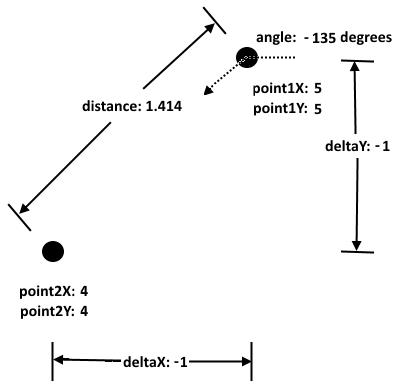 angle: -135 degrees
point1X: 5
point1Y: 5
distance: 1.414
deltaY: -1
point2X: 4
point2Y: 4
deltaX: -1